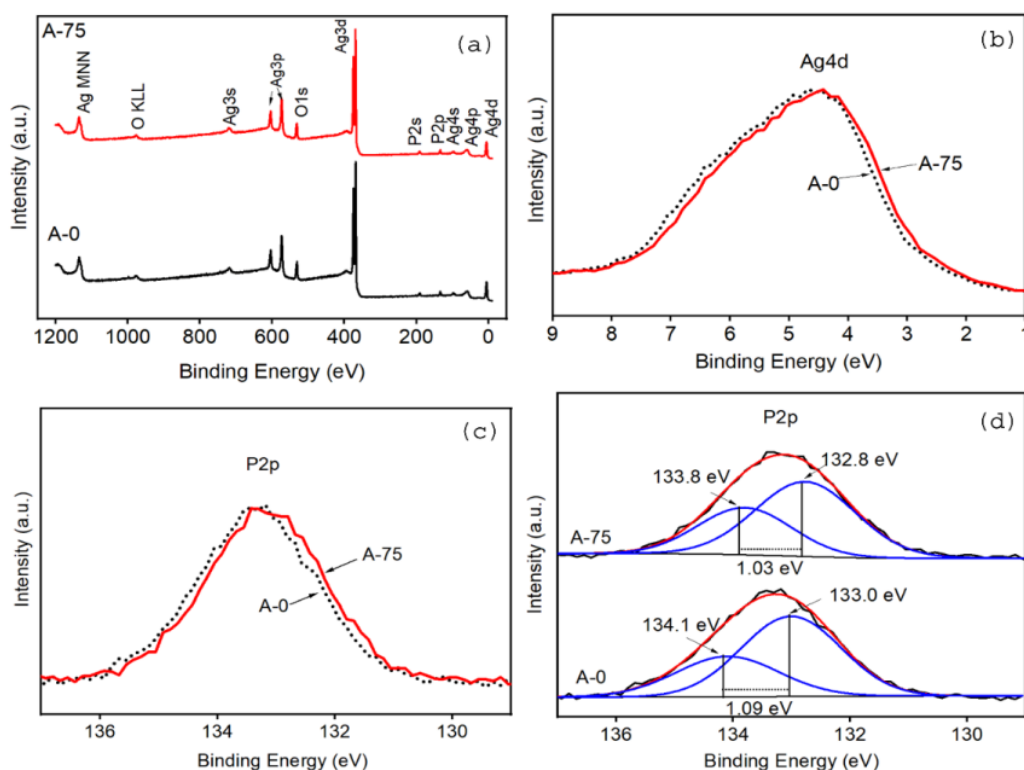 (a)
A-75
Ag MNN
O KLL
Ag3s
Ag3p
O1s
Ag3d
P2s
P2p
Ag4s
Ag4p
Ag4d
A-0
Intensity (a.u.)
1200 1000 800 600 400 200 0
Binding Energy (eV)
(b)
Ag4d
A-75
A-0
Intensity (a.u.)
9 8 7 6 5 4 3 2 1
Binding Energy (eV)
(c)
P2p
A-75
A-0
Intensity (a.u.)
136 134 132 130
Binding Energy (eV)
(d)
P2p
133.8 eV
132.8 eV
A-75
1.03 eV
133.0 eV
134.1 eV
A-0
1.09 eV
Intensity (a.u.)
136 134 132 130
Binding Energy (eV)